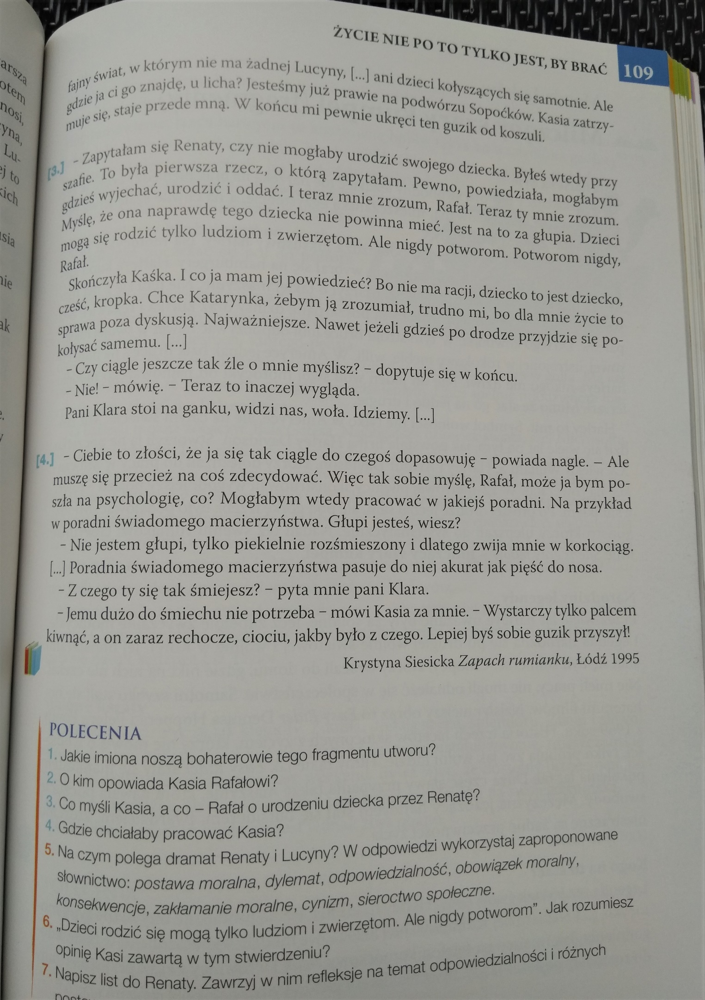 ŻYCIE NIE PO TO TYLKO JEST, BY BRAĆ 109
fajny świat, w którym nie ma żadnej Lucyny, [...] ani dzieci kołyszących się samotnie. Ale
gdzie ja ci go znajdę, u licha? Jesteśmy już prawie na podwórzu Sopoćków. Kasia zatrzy-
muje się, staje przede mną. W końcu mi pewnie ukręci ten guzik od koszuli.
[3.] – Zapytałam się Renaty, czy nie mogłaby urodzić swojego dziecka. Byłeś wtedy przy
szafie. To była pierwsza rzecz, o którą zapytałam. Pewno, powiedziała, mogłabym
gdzieś wyjechać, urodzić i oddać. I teraz mnie zrozum, Rafał. Teraz ty mnie zrozum.
Myślę, że ona naprawdę tego dziecka nie powinna mieć. Jest na to za głupia. Dzieci
mogą się rodzić tylko ludziom i zwierzętom. Ale nigdy potworom. Potworom nigdy,
Rafał.
Skończyła Kaśka. I co ja mam jej powiedzieć? Bo nie ma racji, dziecko to jest dziecko,
cześć, kropka. Chce Katarynka, żebym ją zrozumiał, trudno mi, bo dla mnie życie to
sprawa poza dyskusją. Najważniejsze. Nawet jeżeli gdzieś po drodze przyjdzie się po-
kołysać samemu. [...]
– Czy ciągle jeszcze tak źle o mnie myślisz? – dopytuje się w końcu.
– Nie! – mówię. – Teraz to inaczej wygląda.
Pani Klara stoi na ganku, widzi nas, woła. Idziemy. [...]
[4.] – Ciebie to złości, że ja się tak ciągle do czegoś dopasowuję – powiada nagle. – Ale
muszę się przecież na coś zdecydować. Więc tak sobie myślę, Rafał, może ja bym po-
szła na psychologię, co? Mogłabym wtedy pracować w jakiejś poradni. Na przykład
w poradni świadomego macierzyństwa. Głupi jesteś, wiesz?
– Nie jestem głupi, tylko piekielnie rozśmieszony i dlatego zwija mnie w korkociąg.
[...] Poradnia świadomego macierzyństwa pasuje do niej akurat jak pięść do nosa.
– Z czego ty się tak śmiejesz? – pyta mnie pani Klara.
– Jemu dużo do śmiechu nie potrzeba – mówi Kasia za mnie. – Wystarczy tylko palcem
kiwnąć, a on zaraz rechocze, ciociu, jakby było z czego. Lepiej byś sobie guzik przyszył!
Krystyna Siesicka Zapach rumianku, Łódź 1995
POLECENIA
1. Jakie imiona noszą bohaterowie tego fragmentu utworu?
2. O kim opowiada Kasia Rafałowi?
3. Co myśli Kasia, a co – Rafał o urodzeniu dziecka przez Renatę?
4. Gdzie chciałaby pracować Kasia?
5. Na czym polega dramat Renaty i Lucyny? W odpowiedzi wykorzystaj zaproponowane
słownictwo: postawa moralna, dylemat, odpowiedzialność, obowiązek moralny,
konsekwencje, zakłamanie moralne, cynizm, sieroctwo społeczne.
6. „Dzieci rodzić się mogą tylko ludziom i zwierzętom. Ale nigdy potworom”. Jak rozumiesz
opinię Kasi zawartą w tym stwierdzeniu?
7. Napisz list do Renaty. Zawrzyj w nim refleksje na temat odpowiedzialności i różnych